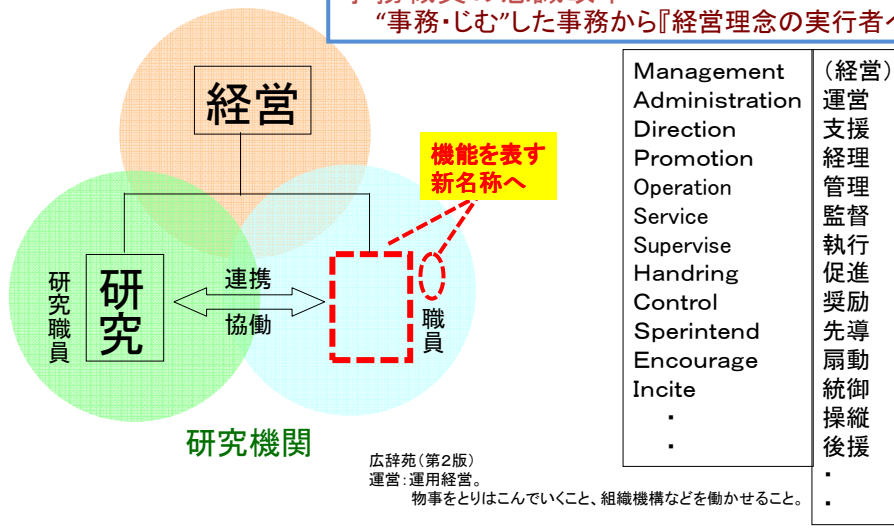 "事務・じむ"した事務から『経営理念の実行者へ
経営
機能を表す
新名称へ
研究職員
研究
連携
協働
職員
研究機関
Management
Administration
Direction
Promotion
Operation
Service
Supervise
Handring
Control
Sperintend
Encourage
Incite
・
・
（経営）
運営
支援
経理
管理
監督
執行
促進
奨励
先導
扇動
統御
操縦
後援
・
・
広辞苑（第２版）
運営：運用経営。
物事をとりはこんでいくこと、組織機構などを働かせること。